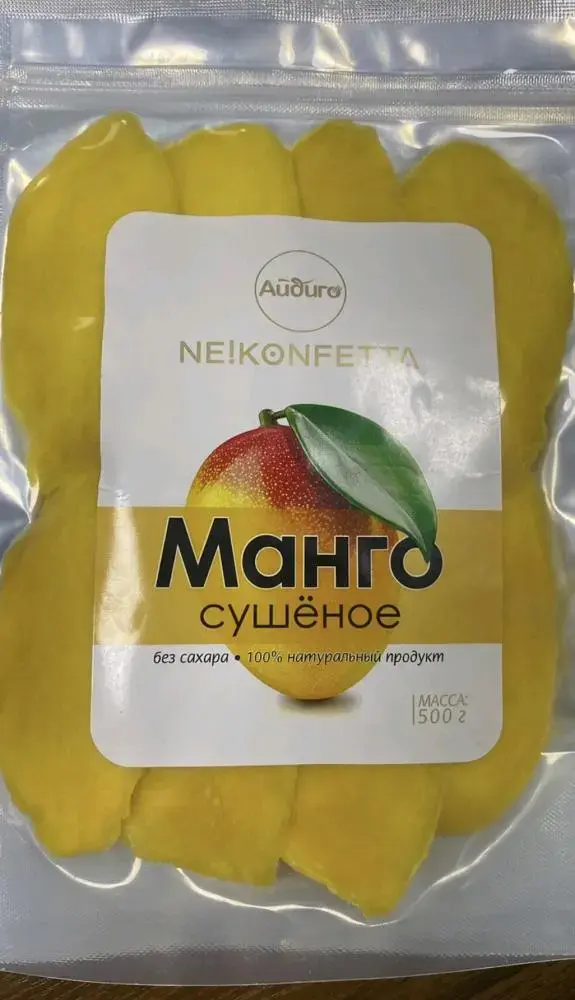 Айдиго
NE!KONFETTA
Манго
сушёное
без сахара • 100% натуральный продукт
МАССА:
500 г